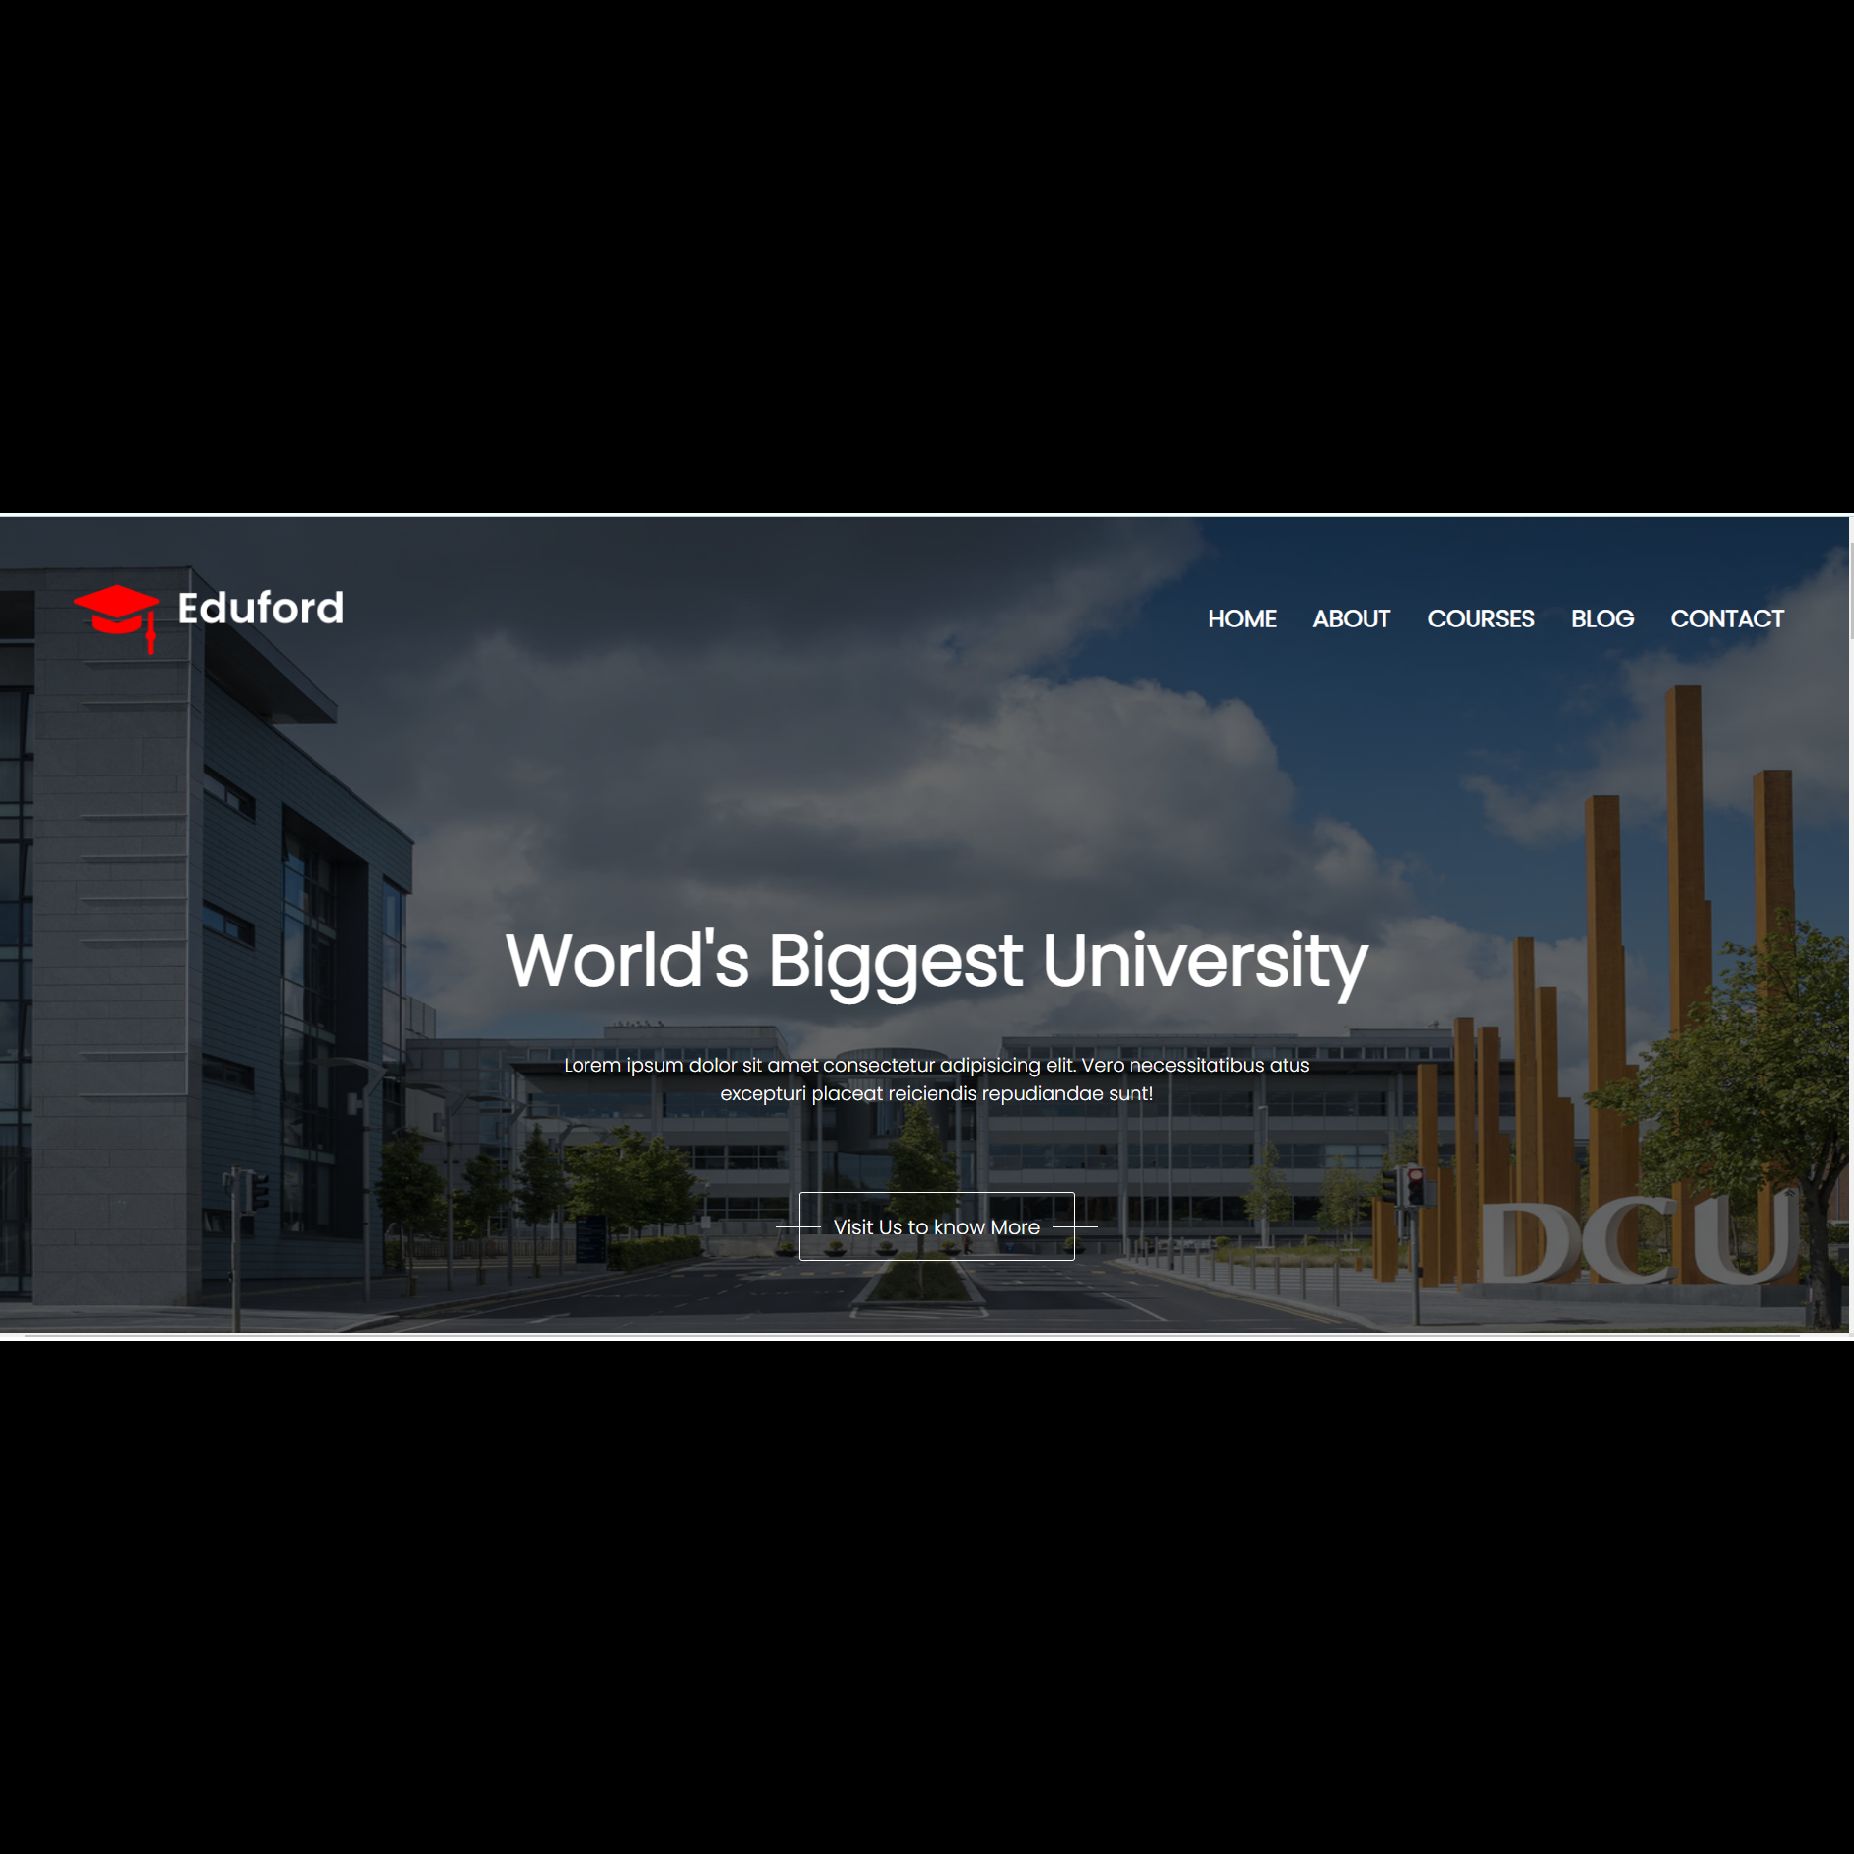 Eduford
HOME ABOUT COURSES BLOG CONTACT
World's Biggest University
Lorem ipsum dolor sit amet consectetur adipisicing elit. Vero necessitatibus atus
excepturi placeat reiciendis repudiandae sunt!
Visit Us to know More
DCU